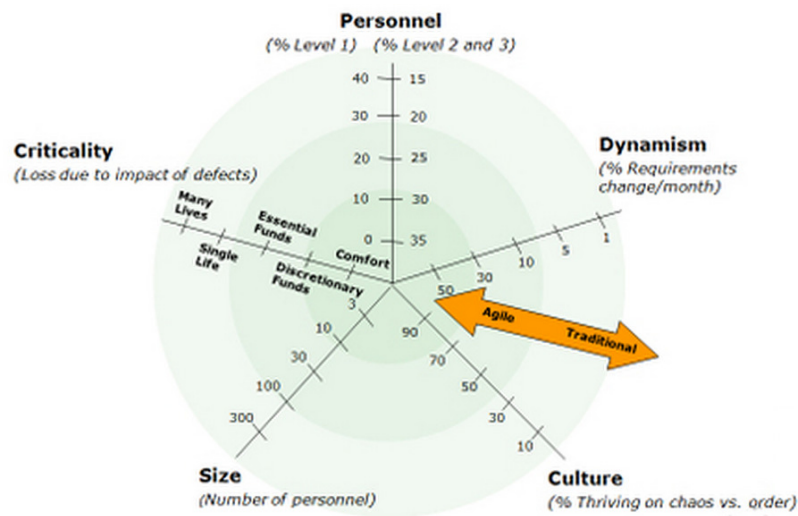 Personnel
(% Level 1) (% Level 2 and 3)
40 15
30 20
20 25
10 30
0 35
Criticality
(Loss due to impact of defects)
Many
Lives
Single
Life
Essential
Funds
Discretionary
Funds
Comfort
Dynamism
(% Requirements
change/month)
1
5
10
30
50
Agile
Traditional
3
10
30
100
300
90
70
50
30
10
Size
(Number of personnel)
Culture
(% Thriving on chaos vs. order)